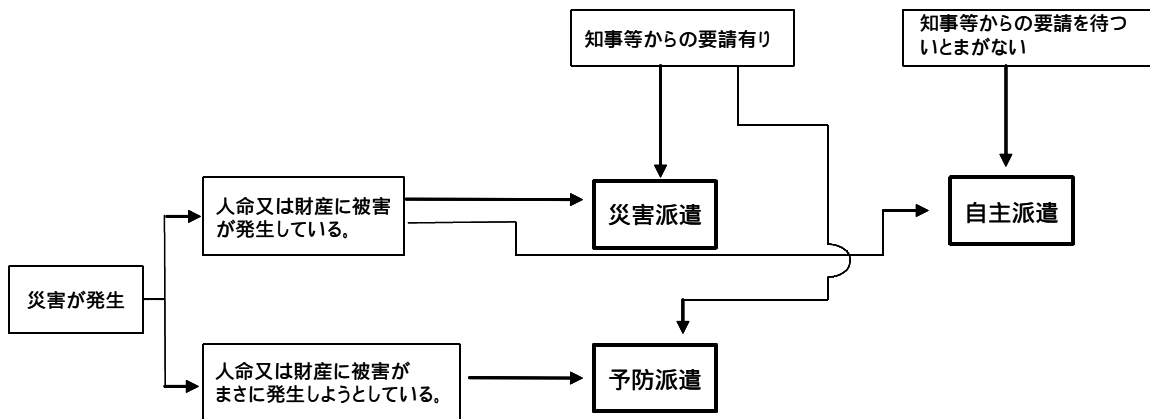 知事等からの要請有り
知事等からの要請を待つ
いとまがない
人命又は財産に被害
が発生している。
災害派遣
自主派遣
災害が発生
人命又は財産に被害が
まさに発生しようとしている。
予防派遣